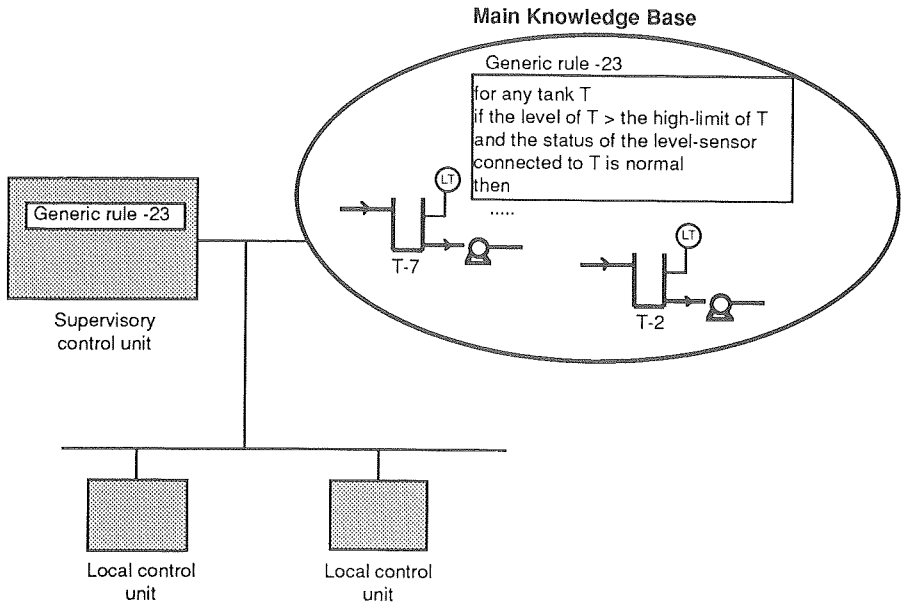 Main Knowledge Base
Generic rule -23
for any tank T
if the level of T > the high-limit of T
and the status of the level-sensor
connected to T is normal
then
.....
LT
T-7
LT
T-2
Generic rule -23
Supervisory
control unit
Local control
unit
Local control
unit